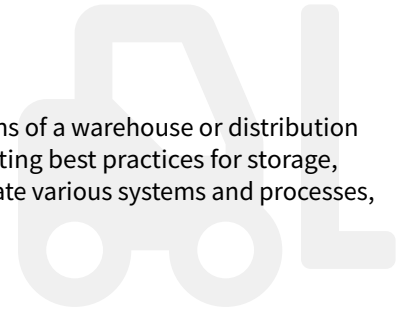 ns of a warehouse or distribution
ting best practices for storage,
ate various systems and processes,